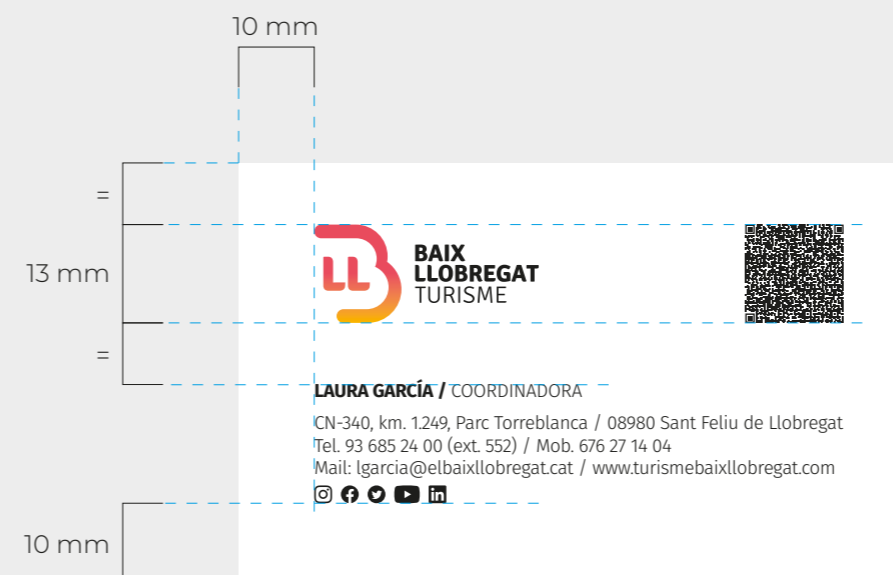 10 mm
=
13 mm
=
10 mm
LL
BAIX
LLOBREGAT
TURISME
LAURA GARCÍA / COORDINADORA
CN-340, km. 1.249, Parc Torreblanca / 08980 Sant Feliu de Llobregat
Tel. 93 685 24 00 (ext. 552) / Mob. 676 27 14 04
Mail: lgarcia@elbaixllobregat.cat / www.turismebaixllobregat.com